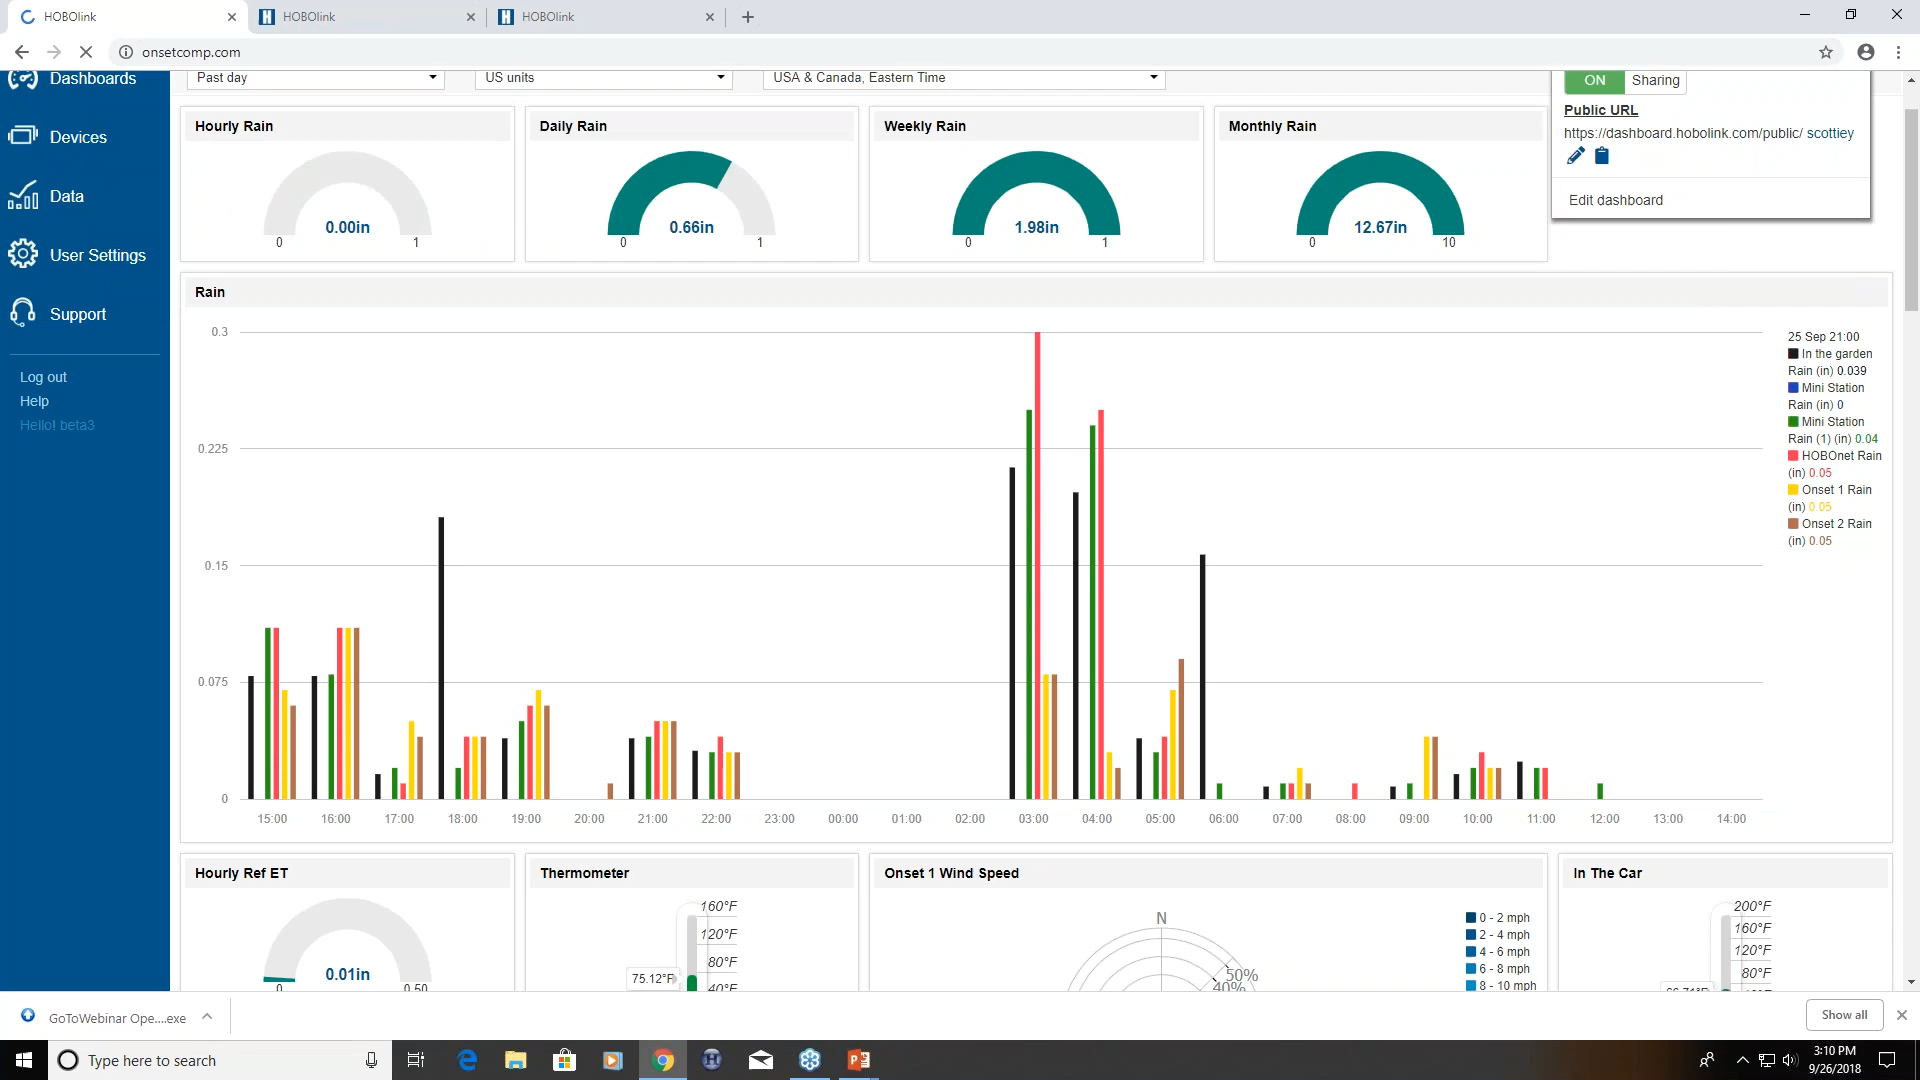 HOBOlink
HOBOlink
HOBOlink
onsetcomp.com
Dashboards
Devices
Data
User Settings
Support
Log out
Help
Hello! beta3
Past day
US units
USA & Canada, Eastern Time
ON Sharing
Public URL
https://dashboard.hobolink.com/public/ scottiey
Edit dashboard
Hourly Rain
0.00in
0 1
Daily Rain
0.66in
0 1
Weekly Rain
1.98in
0 1
Monthly Rain
12.67in
0 10
Rain
0.3
0.225
0.15
0.075
0
15:00 16:00 17:00 18:00 19:00 20:00 21:00 22:00 23:00 00:00 01:00 02:00 03:00 04:00 05:00 06:00 07:00 08:00 09:00 10:00 11:00 12:00 13:00 14:00
25 Sep 21:00
In the garden
Rain (in) 0.039
Mini Station
Rain (in) 0
Mini Station
Rain (1) (in) 0.04
HOBOnet Rain
(in) 0.05
Onset 1 Rain
(in) 0.05
Onset 2 Rain
(in) 0.05
Hourly Ref ET
0.01in
0 0.50
Thermometer
160°F
120°F
80°F
75.12°F
40°F
Onset 1 Wind Speed
N
50%
40%
0 - 2 mph
2 - 4 mph
4 - 6 mph
6 - 8 mph
8 - 10 mph
In The Car
200°F
160°F
120°F
80°F
GoToWebinar Ope....exe
Show all
Type here to search
3:10 PM
9/26/2018